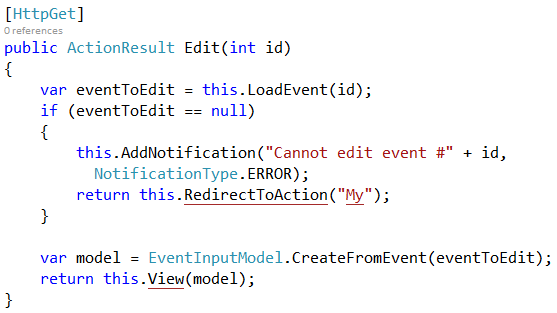 [HttpGet]
0 references
public ActionResult Edit(int id)
{
    var eventToEdit = this.LoadEvent(id);
    if (eventToEdit == null)
    {
        this.AddNotification("Cannot edit event #" + id,
          NotificationType.ERROR);
        return this.RedirectToAction("My");
    }

    var model = EventInputModel.CreateFromEvent(eventToEdit);
    return this.View(model);
}